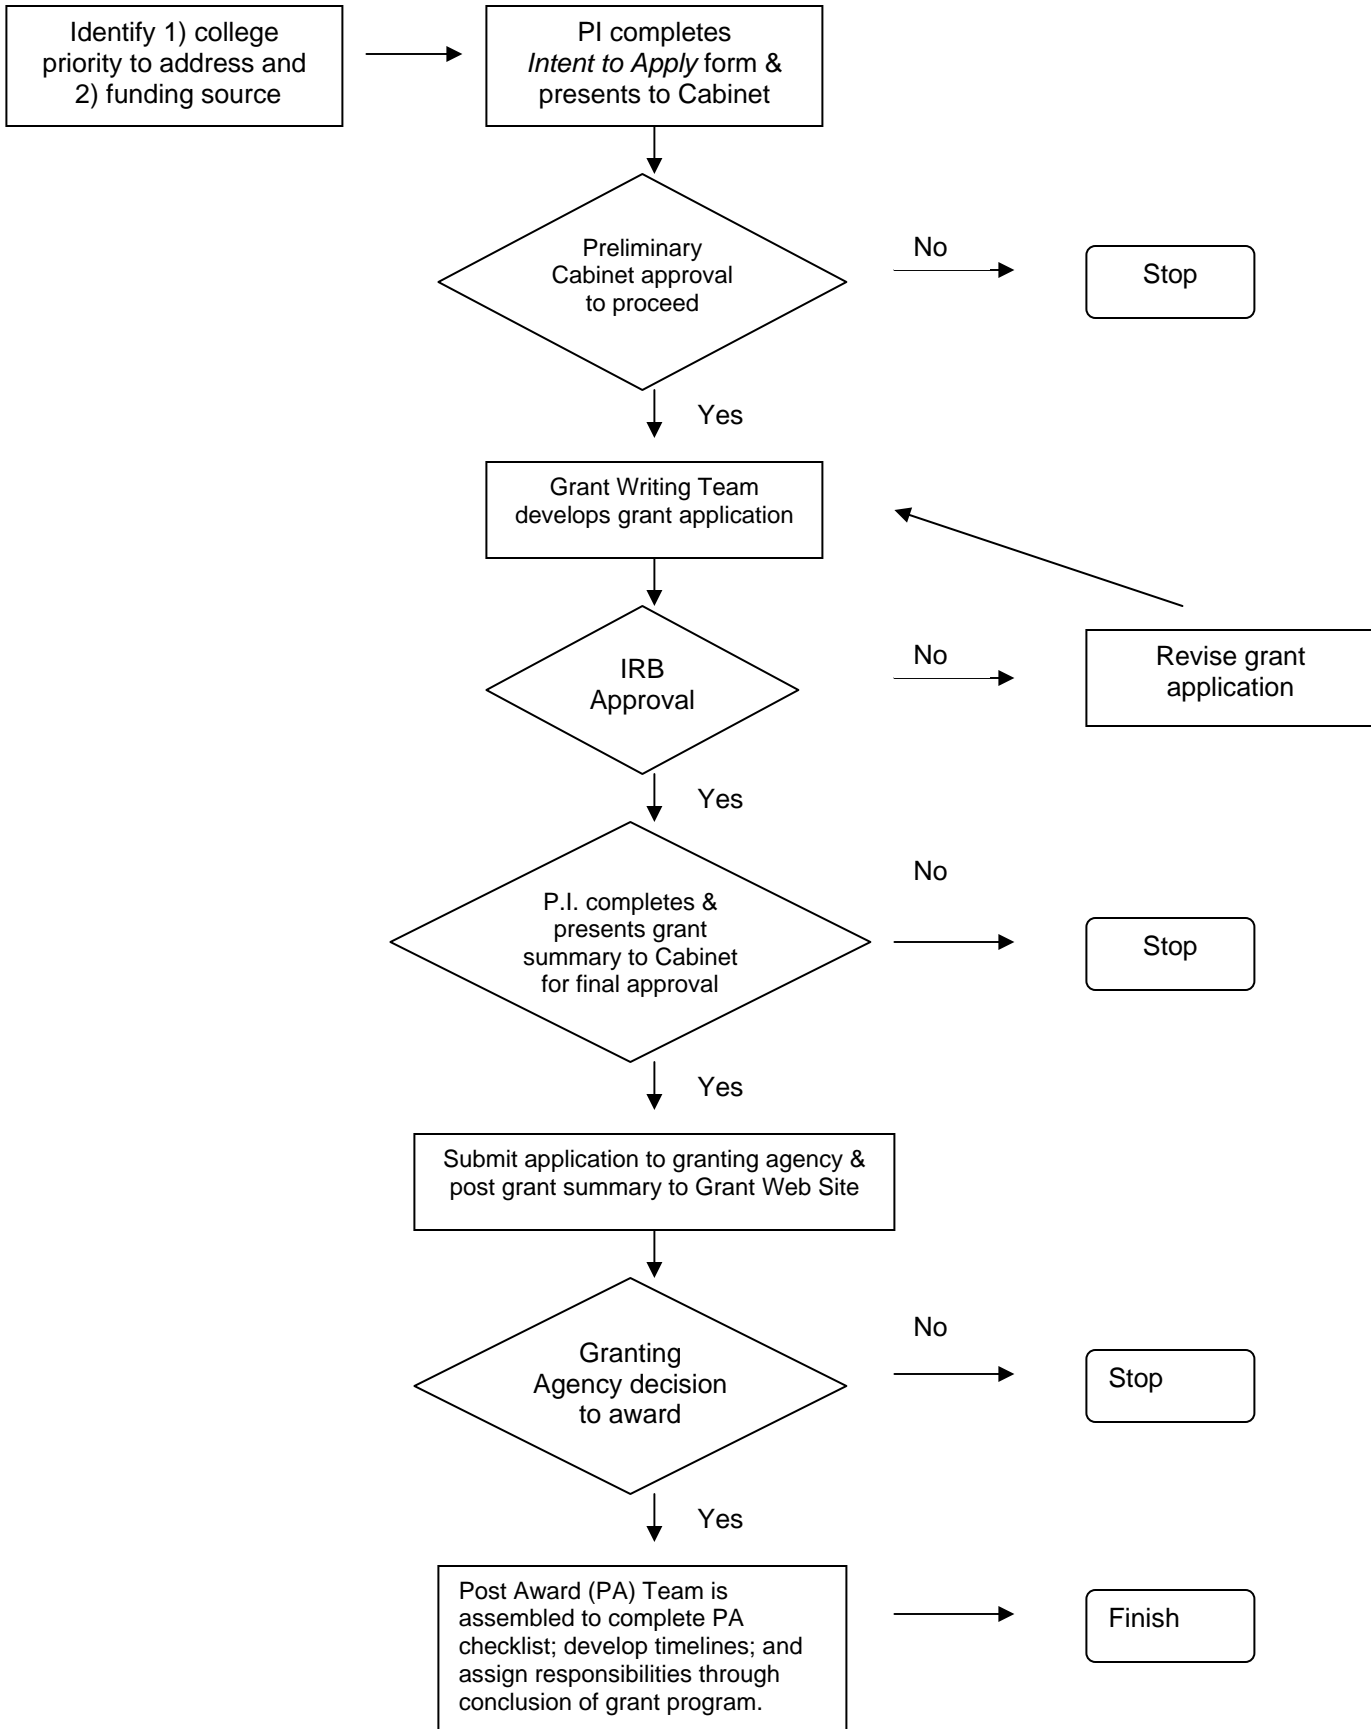 Identify 1) college
priority to address and
2) funding source
PI completes
Intent to Apply form &
presents to Cabinet
Preliminary
Cabinet approval
to proceed
No
Stop
Yes
Grant Writing Team
develops grant application
IRB
Approval
No
Revise grant
application
Yes
P.I. completes &
presents grant
summary to Cabinet
for final approval
No
Stop
Yes
Submit application to granting agency &
post grant summary to Grant Web Site
Granting
Agency decision
to award
No
Stop
Yes
Post Award (PA) Team is
assembled to complete PA
checklist; develop timelines; and
assign responsibilities through
conclusion of grant program.
Finish